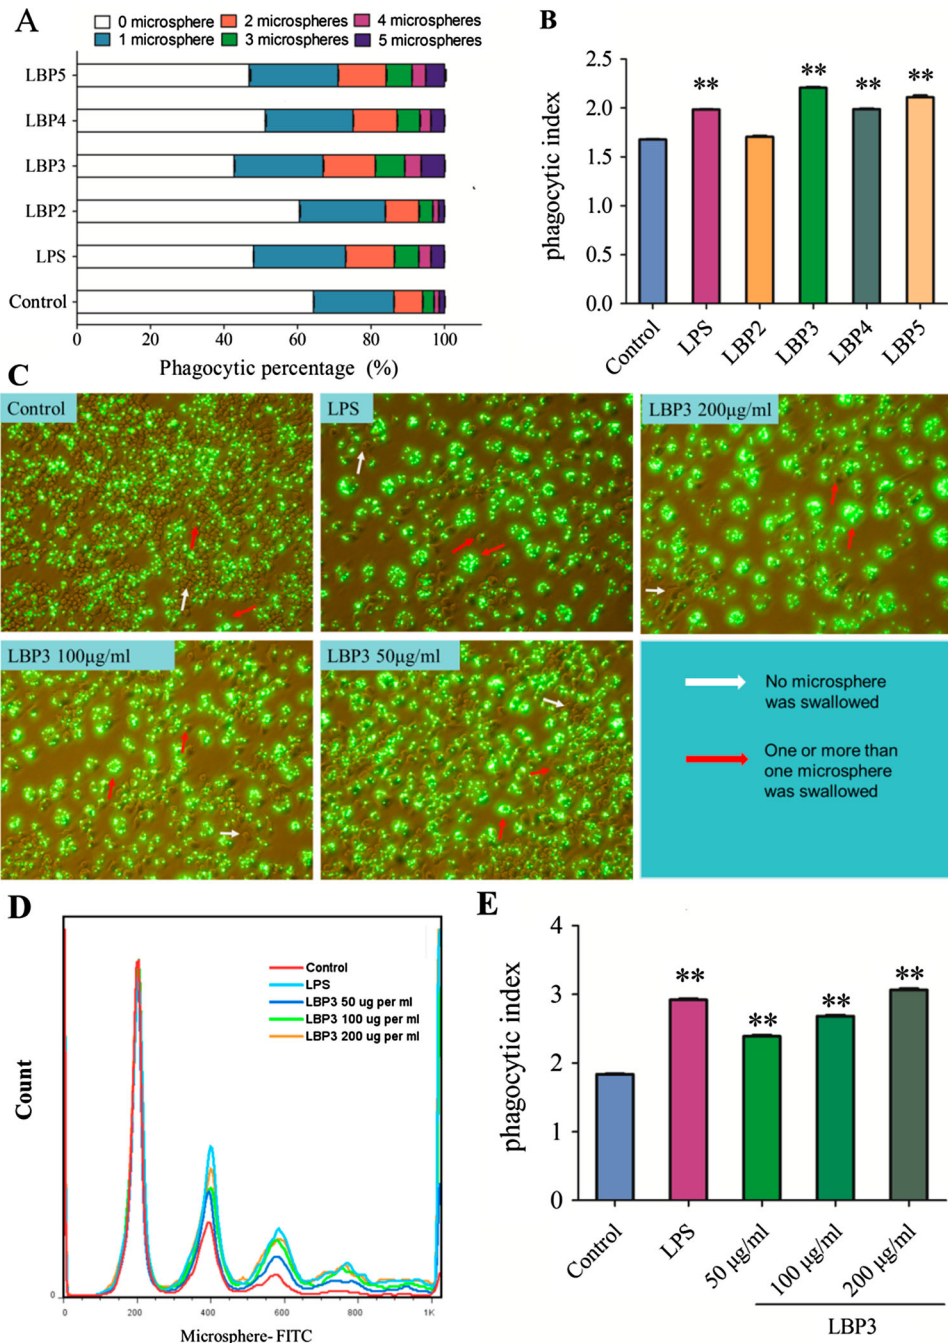 A
0 microsphere
2 microspheres
4 microspheres
1 microsphere
3 microspheres
5 microspheres
LBP5
LBP4
LBP3
LBP2
LPS
Control
0 20 40 60 80 100
Phagocytic percentage (%)
B
phagocytic index
2.5
2.0
1.5
1.0
0.5
0.0
** ** ** **
Control LPS LBP2 LBP3 LBP4 LBP5
C
Control
LPS
LBP3 200μg/ml
LBP3 100μg/ml
LBP3 50μg/ml
No microsphere
was swallowed
One or more than
one microsphere
was swallowed
D
Count
Control
LPS
LBP3 50 ug per ml
LBP3 100 ug per ml
LBP3 200 ug per ml
0
0 200 400 600 800 1K
Microsphere- FITC
E
phagocytic index
4
3
2
1
0
** ** ** **
Control LPS 50 μg/ml 100 μg/ml 200 μg/ml
LBP3